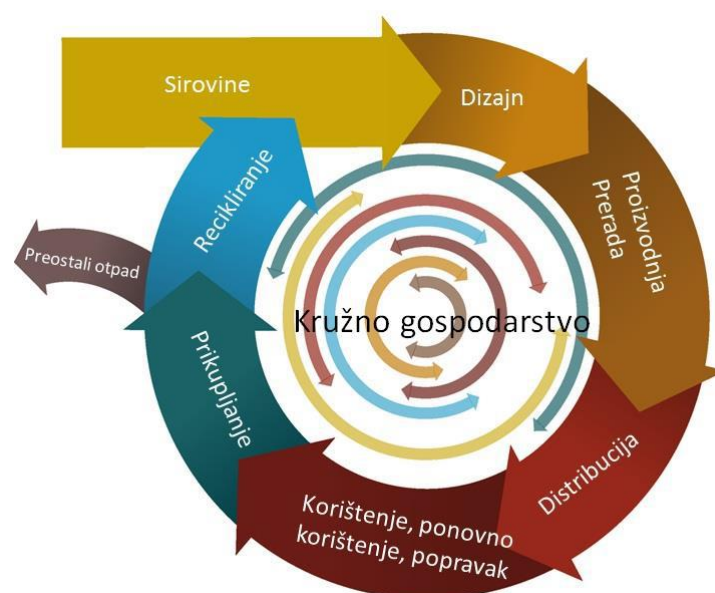 Sirovine
Dizajn
Proizvodnja
Prerada
Distribucija
Korištenje, ponovno
korištenje, popravak
Prikupljanje
Recikliranje
Preostali otpad
Kružno gospodarstvo